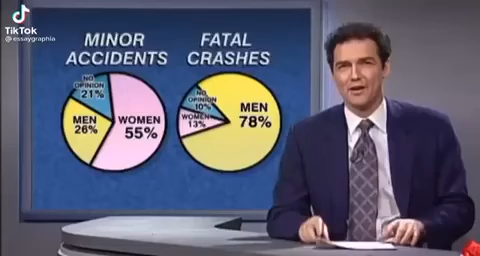 TikTok
@essaygraphia
MINOR
ACCIDENTS
NO
OPINION
21%
MEN
26%
WOMEN
55%
FATAL
CRASHES
NO
OPINION
10%
WOMEN
13%
MEN
78%